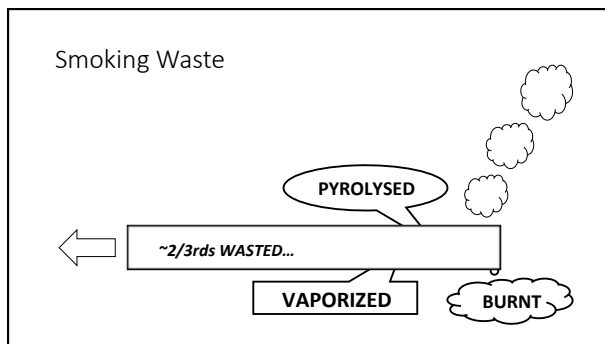 Smoking Waste
PYROLYSED
~2/3rds WASTED...
VAPORIZED
BURNT